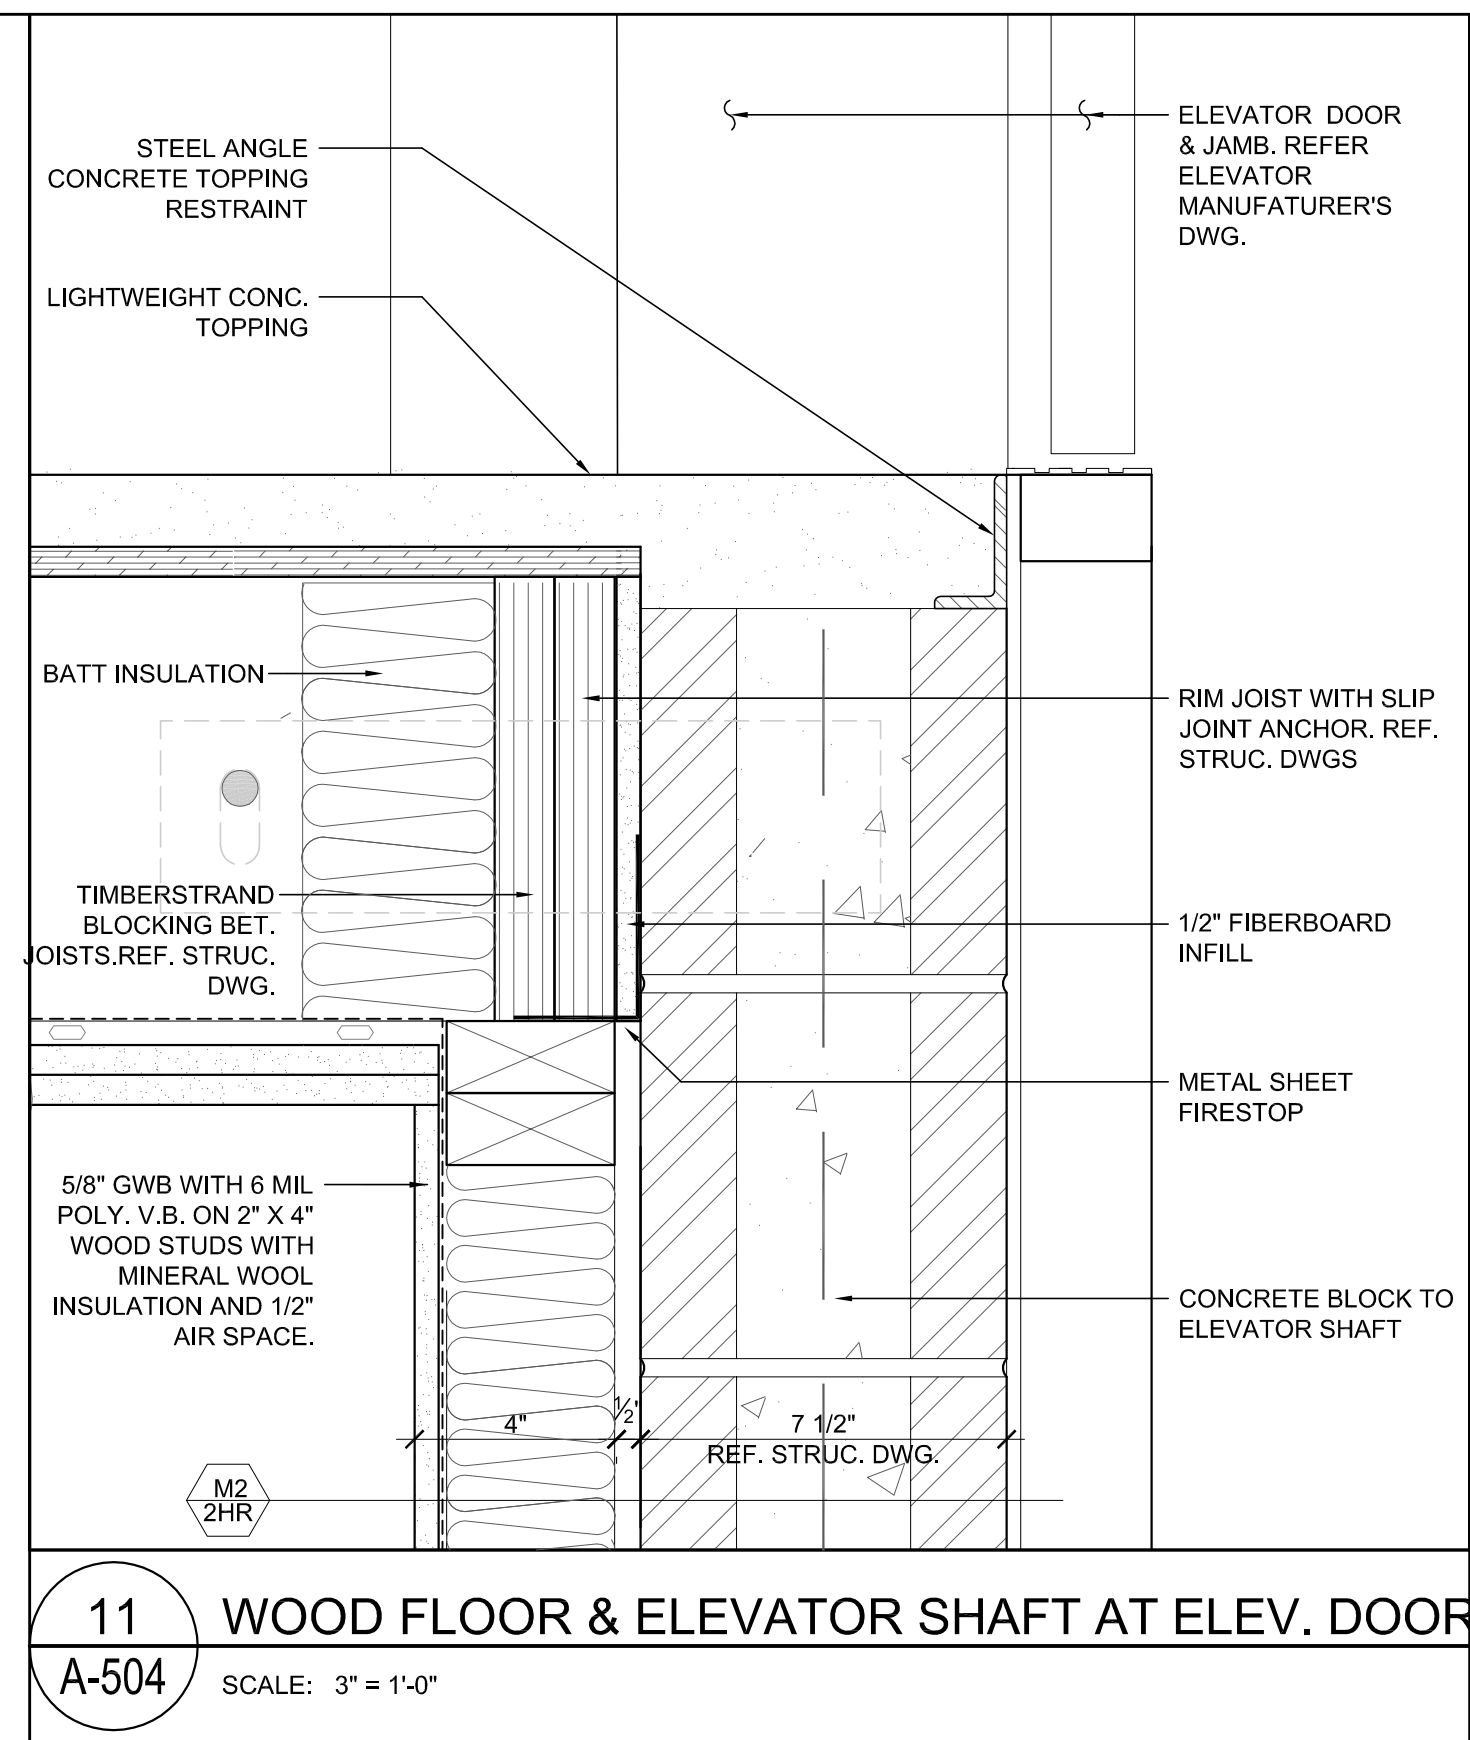 STEEL ANGLE
CONCRETE TOPPING
RESTRAINT
LIGHTWEIGHT CONC.
TOPPING
ELEVATOR DOOR
& JAMB. REFER
ELEVATOR
MANUFATURER'S
DWG.
BATT INSULATION
RIM JOIST WITH SLIP
JOINT ANCHOR. REF.
STRUC. DWGS
TIMBERSTRAND
BLOCKING BET.
JOISTS.REF. STRUC.
DWG.
1/2" FIBERBOARD
INFILL
METAL SHEET
FIRESTOP
5/8" GWB WITH 6 MIL
POLY. V.B. ON 2" X 4"
WOOD STUDS WITH
MINERAL WOOL
INSULATION AND 1/2"
AIR SPACE.
CONCRETE BLOCK TO
ELEVATOR SHAFT
4"
½"
7 1/2"
REF. STRUC. DWG.
M2
2HR
11
A-504
WOOD FLOOR & ELEVATOR SHAFT AT ELEV. DOOR
SCALE: 3" = 1'-0"